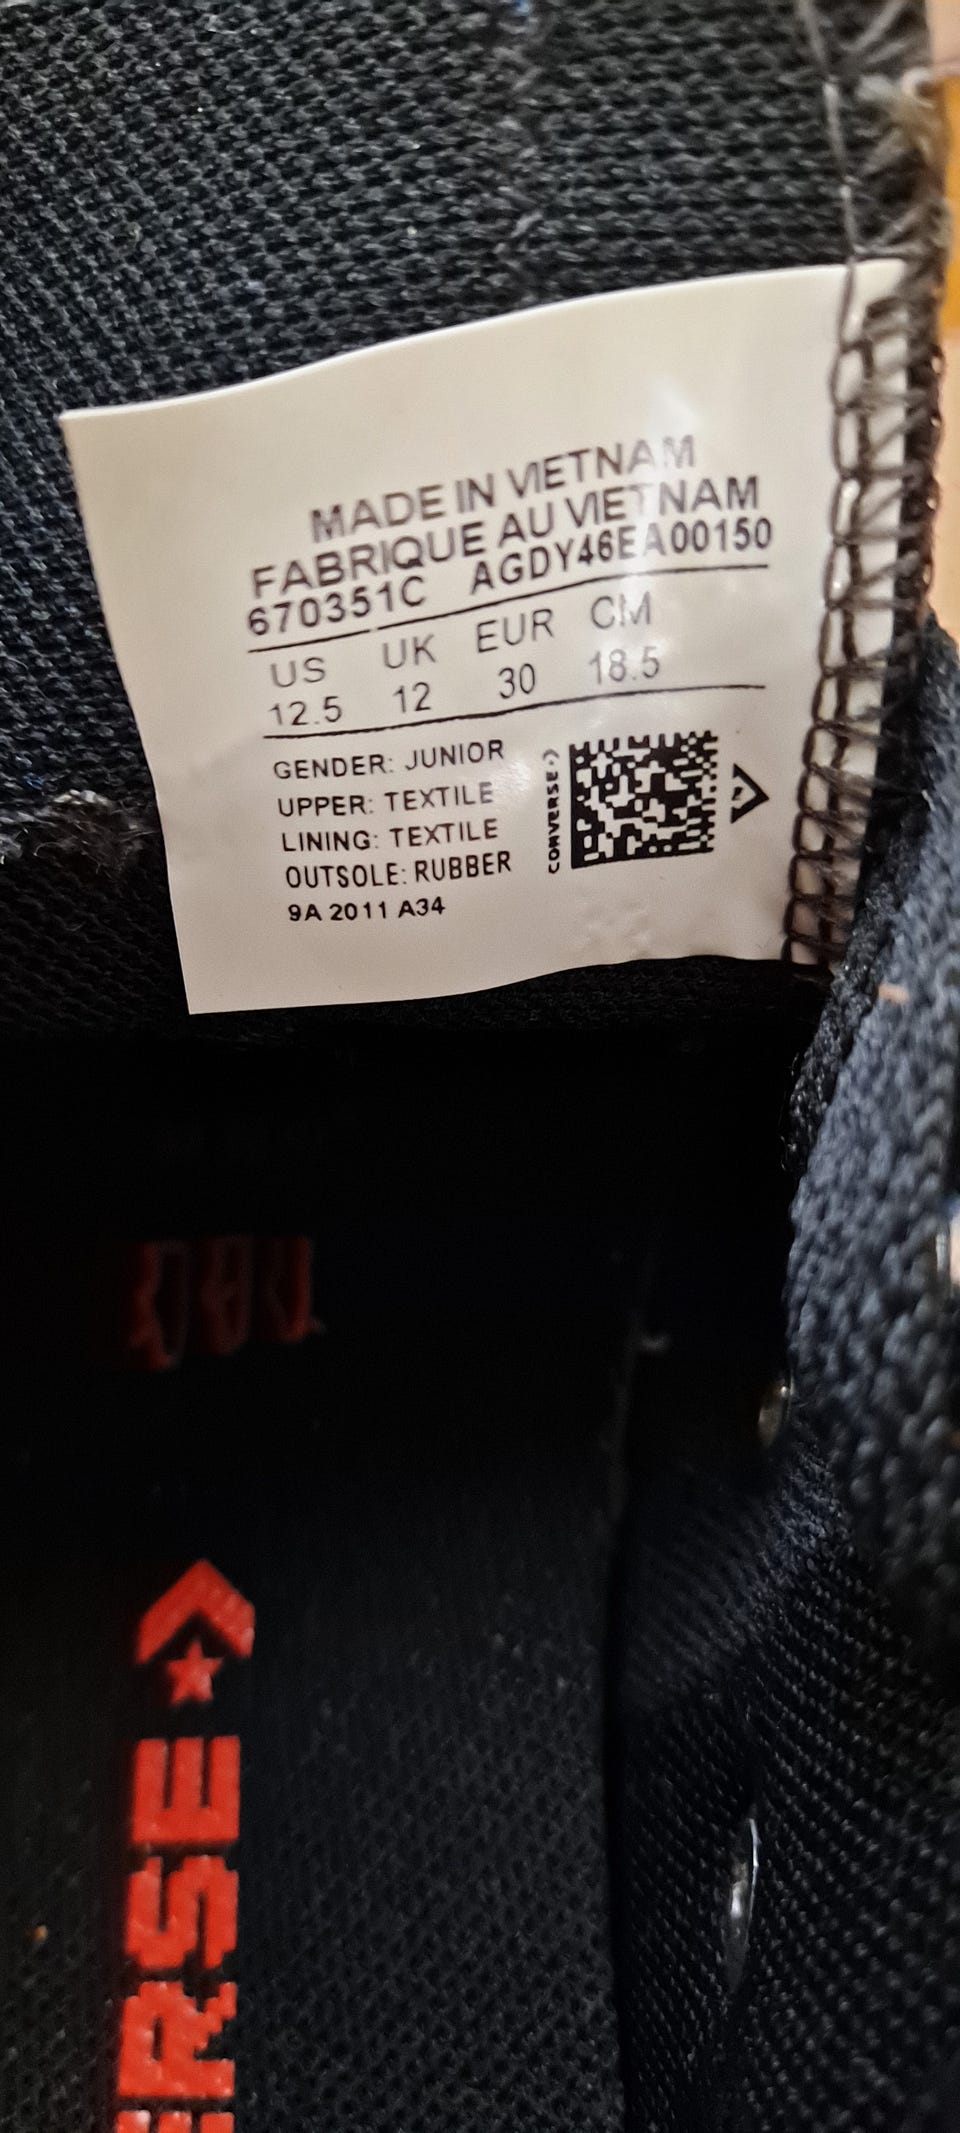 MADE IN VIETNAM
FABRIQUE AU VIETNAM
670351C AGDY46EA00150
US UK EUR CM
12.5 12 30 18.5
GENDER: JUNIOR
UPPER: TEXTILE
LINING: TEXTILE
OUTSOLE: RUBBER
9A 2011 A34
CONVERSE
ERSE